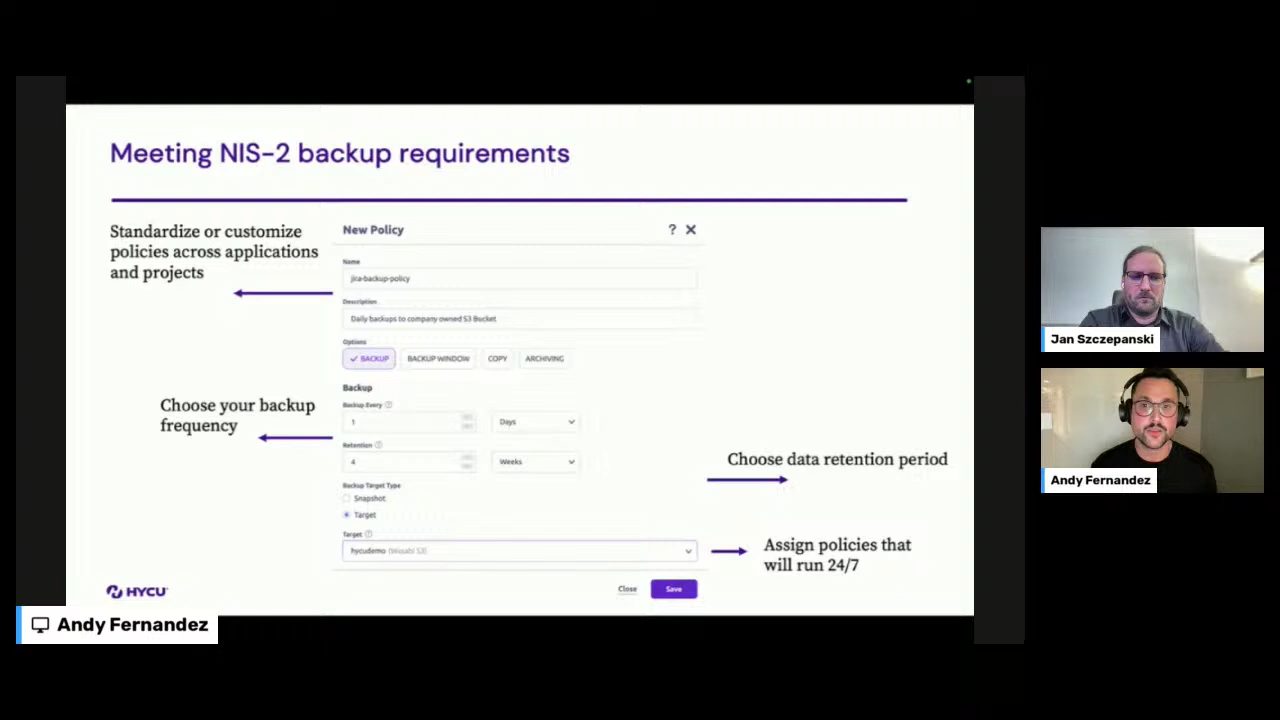 Meeting NIS-2 backup requirements
Standardize or customize
policies across applications
and projects
New Policy
?
Name
jira-backup-policy
Description
Daily backups to company owned S3 Bucket
Options
BACKUP
BACKUP WINDOW
COPY
ARCHIVING
Backup
Choose your backup
frequency
Backup Every
1
Days
Retention
4
Weeks
Choose data retention period
Backup Target Type
Snapshot
Target
Target
hycudemo (Wasabi S3)
Assign policies that
will run 24/7
HYCU
Close
Save
Andy Fernandez
Jan Szczepanski
Andy Fernandez